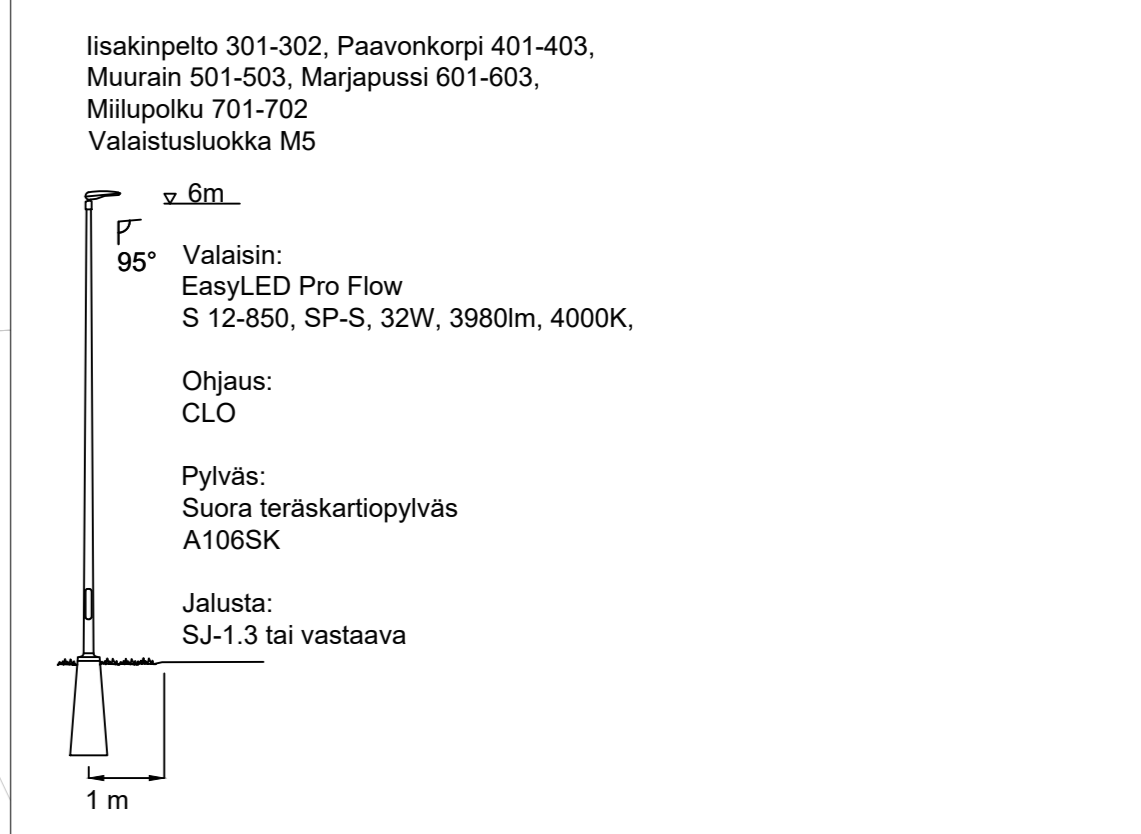 Iisakinpelto 301-302, Paavonkorpi 401-403,
Muurain 501-503, Marjapussi 601-603,
Miilupolku 701-702
Valaistusluokka M5
6m
95°
Valaisin:
EasyLED Pro Flow
S 12-850, SP-S, 32W, 3980lm, 4000K,
Ohjaus:
CLO
Pylväs:
Suora teräskartiopylväs
A106SK
Jalusta:
SJ-1.3 tai vastaava
1 m